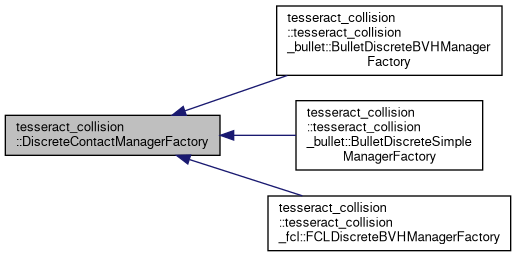 tesseract_collision
::tesseract_collision
_bullet::BulletDiscreteBVHManager
Factory
tesseract_collision
::DiscreteContactManagerFactory
tesseract_collision
::tesseract_collision
_bullet::BulletDiscreteSimple
ManagerFactory
tesseract_collision
::tesseract_collision
_fcl::FCLDiscreteBVHManagerFactory